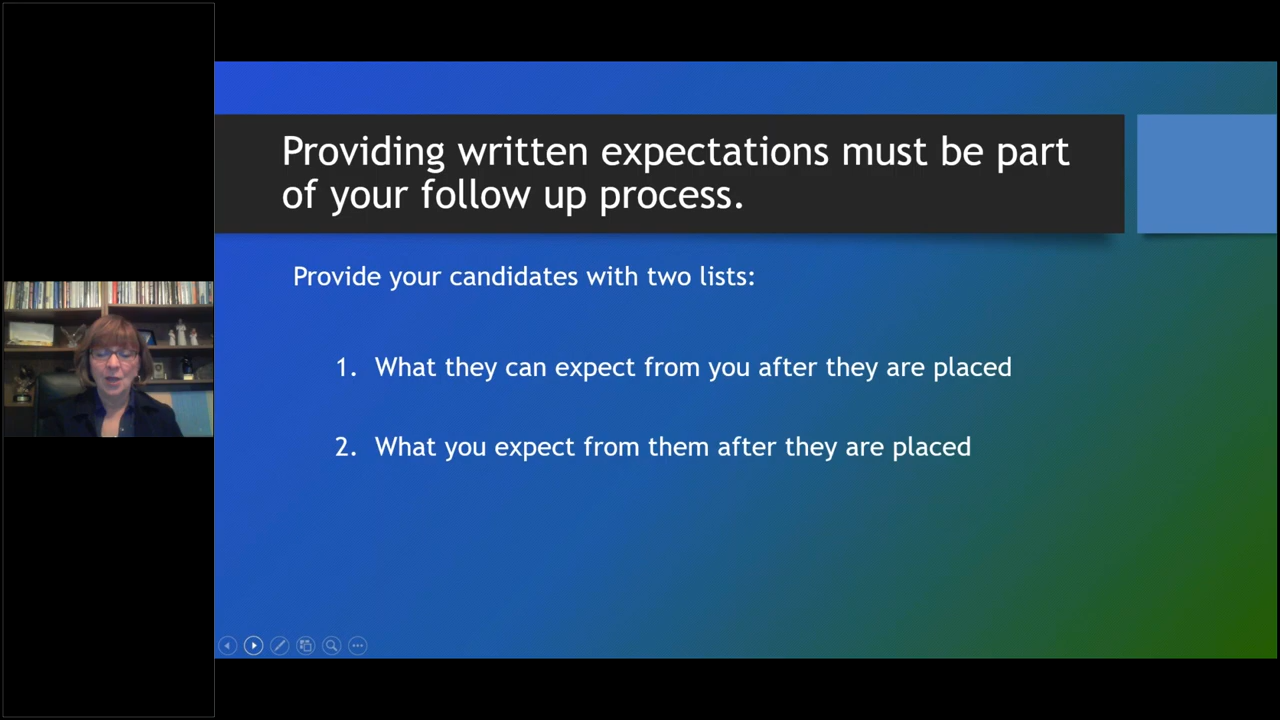 Providing written expectations must be part
of your follow up process.
Provide your candidates with two lists:
1. What they can expect from you after they are placed
2. What you expect from them after they are placed